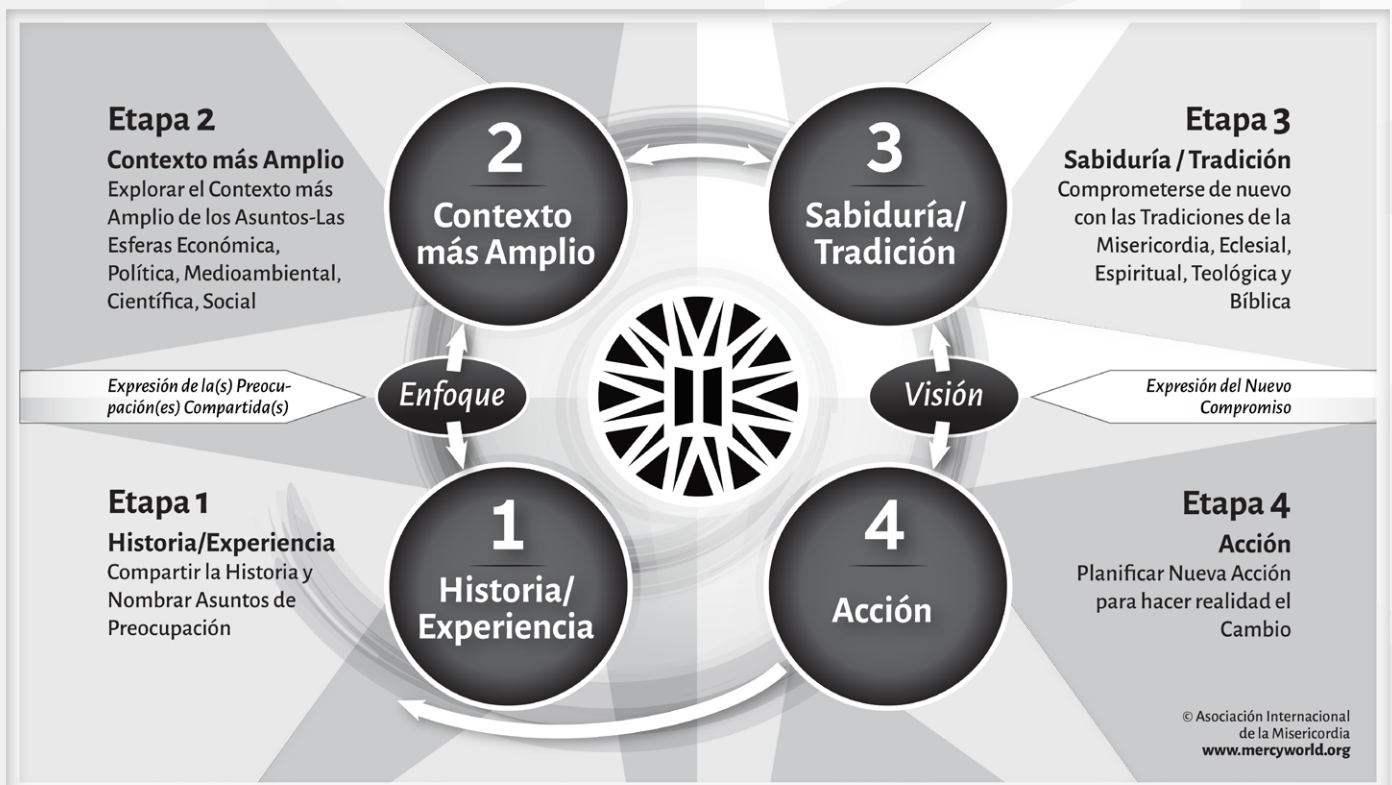 Etapa 2
Contexto más Amplio
Explorar el Contexto más
Amplio de los Asuntos-Las
Esferas Económica,
Política, Medioambiental,
Científica, Social
2
Contexto
más Amplio
3
Sabiduría/
Tradición
Etapa 3
Sabiduría / Tradición
Comprometerse de nuevo
con las Tradiciones de la
Misericordia, Eclesial,
Espiritual, Teológica y
Bíblica
Expresión de la(s) Preocu-
pación(es) Compartida(s)
Enfoque
Visión
Expresión del Nuevo
Compromiso
Etapa 1
Historia/Experiencia
Compartir la Historia y
Nombrar Asuntos de
Preocupación
1
Historia/
Experiencia
4
Acción
Etapa 4
Acción
Planificar Nueva Acción
para hacer realidad el
Cambio
© Asociación Internacional
de la Misericordia
www.mercyworld.org